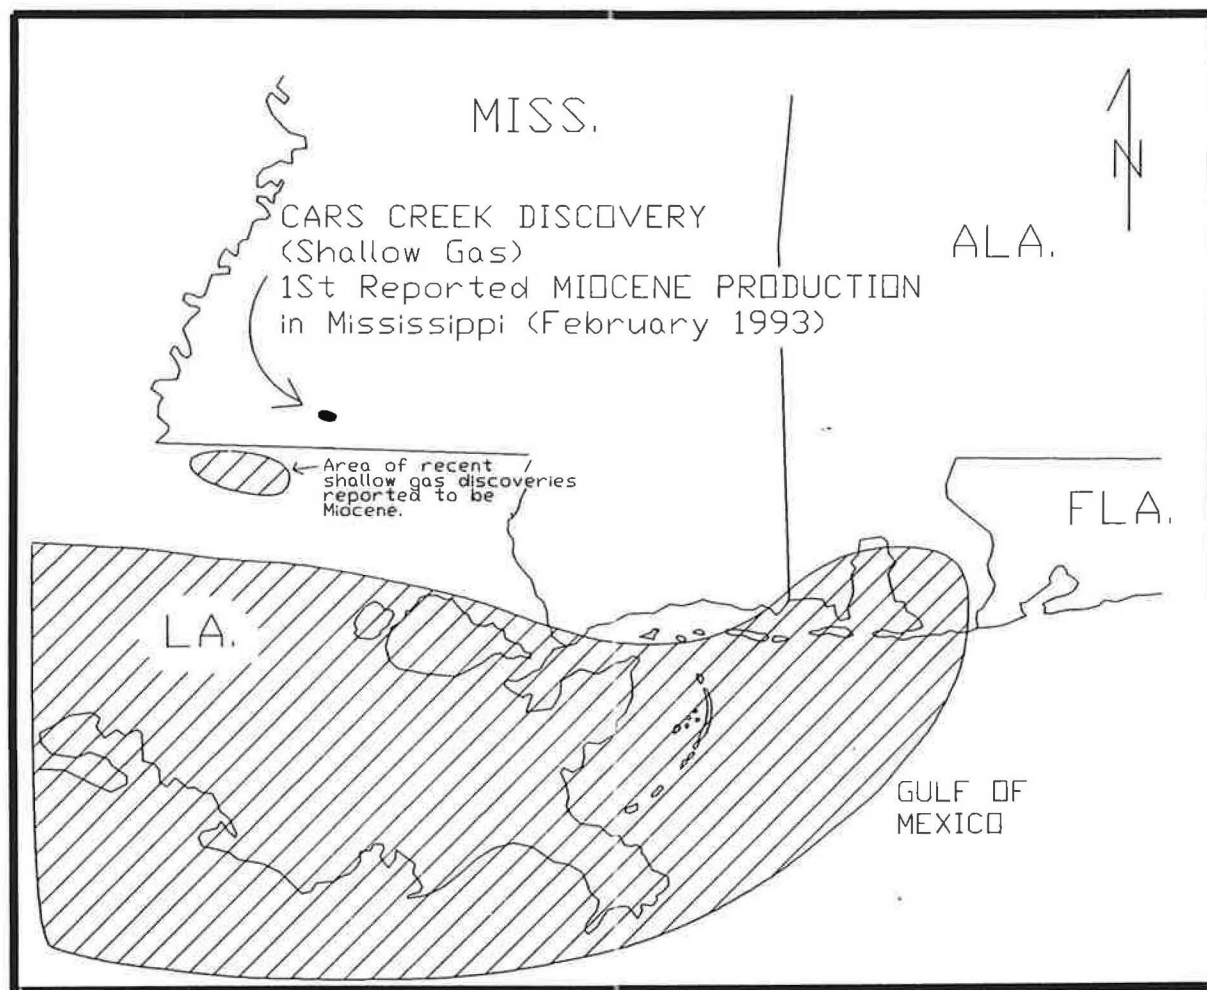 MISS.
N
CARS CREEK DISCOVERY
(Shallow Gas)
1St Reported MIOCENE PRODUCTION
in Mississippi (February 1993)
ALA.
Area of recent
shallow gas discoveries
reported to be
Miocene.
FLA.
LA.
GULF OF
MEXICO